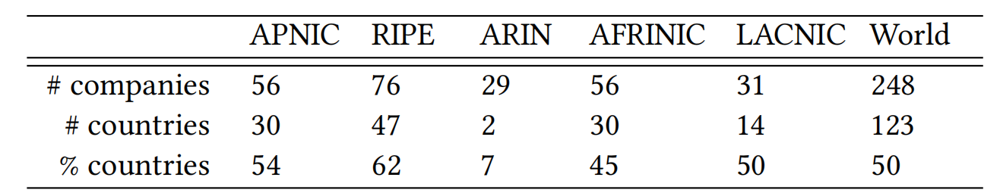 APNIC RIPE ARIN AFRINIC LACNIC World
# companies 56 76 29 56 31 248
# countries 30 47 2 30 14 123
% countries 54 62 7 45 50 50